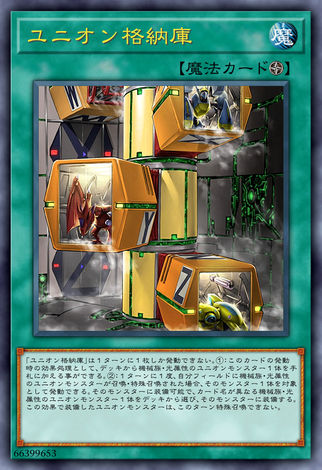 ユニオン格納庫
魔
【魔法カード】
X
Y
Z
「ユニオン格納庫」は1ターンに1枚しか発動できない。①:このカードの発動
時の効果処理として、デッキから機械族・光属性のユニオンモンスター1体を手
札に加える事ができる。②:1ターンに1度、自分フィールドに機械族・光属性
のユニオンモンスターが召喚・特殊召喚された場合、そのモンスター1体を対象
として発動できる。そのモンスターに装備可能で、カード名が異なる機械族・光
属性のユニオンモンスター1体をデッキから選び、そのモンスターに装備する。
この効果で装備したユニオンモンスターは、このターン特殊召喚できない。
66399653